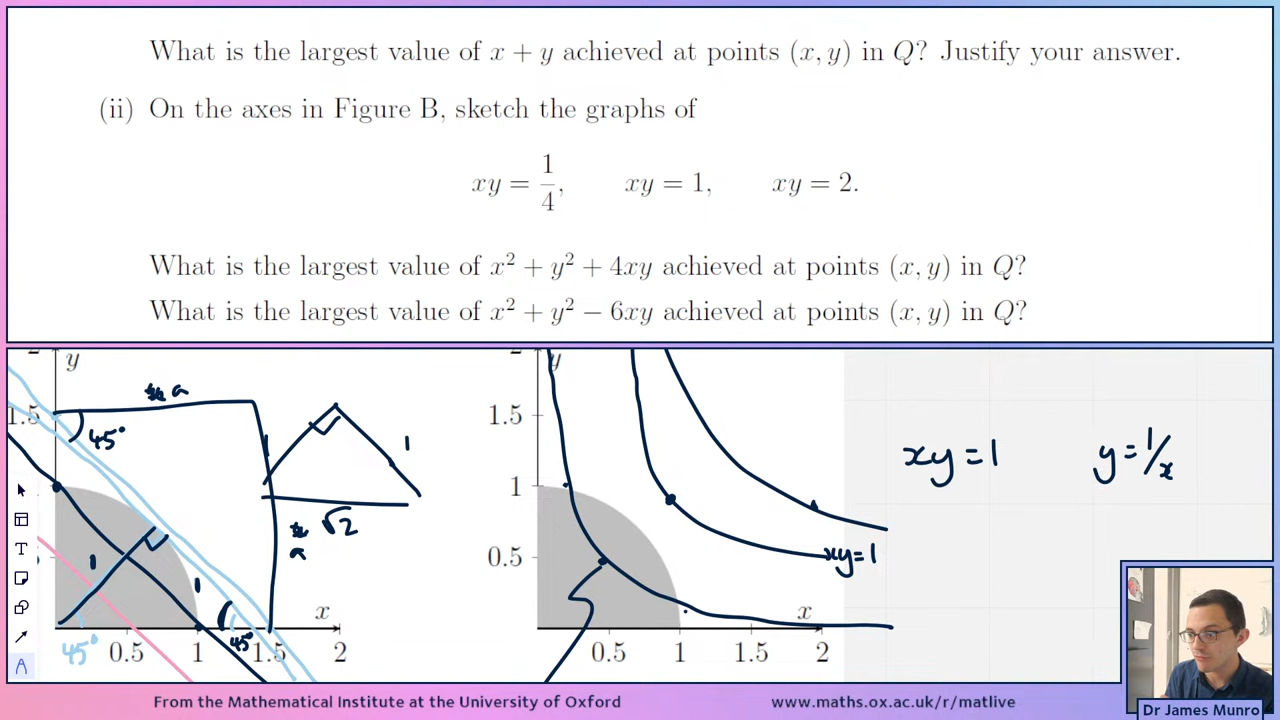 What is the largest value of x + y achieved at points (x, y) in Q? Justify your answer.
(ii) On the axes in Figure B, sketch the graphs of
xy = 1/4, xy = 1, xy = 2.
What is the largest value of x² + y² + 4xy achieved at points (x, y) in Q?
What is the largest value of x² + y² − 6xy achieved at points (x, y) in Q?
2 y
a
1.5
45°
1
√2
a
1
1
45°
45°
x
0.5 1 1.5 2
2 y
1.5
1
0.5
xy=1
x
0.5 1 1.5 2
xy=1 y=1/x
T
From the Mathematical Institute at the University of Oxford www.maths.ox.ac.uk/r/matlive
Dr James Munro